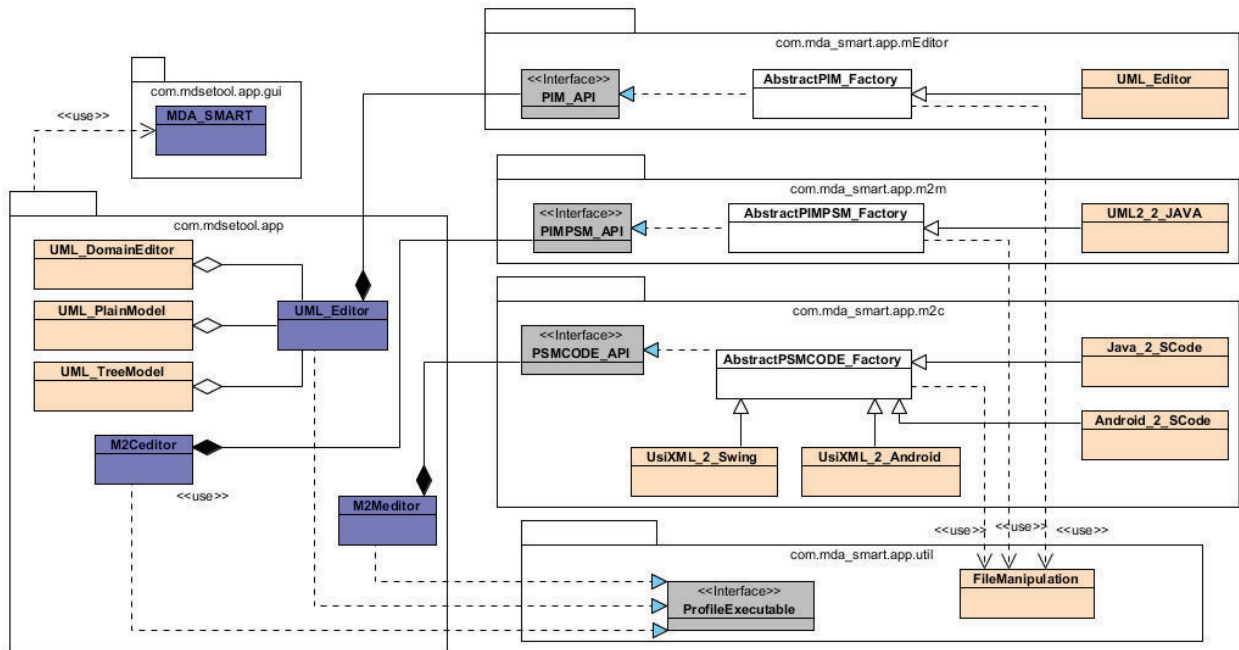 com.mdsetool.app.gui
MDA_SMART
<<use>>
com.mdsetool.app
UML_DomainEditor
UML_PlainModel
UML_TreeModel
UML_Editor
M2Ceditor
<<use>>
M2Meditor
com.mda_smart.app.mEditor
<<Interface>>
PIM_API
AbstractPIM_Factory
UML_Editor
com.mda_smart.app.m2m
<<Interface>>
PIMPSM_API
AbstractPIMPSM_Factory
UML2_2_JAVA
com.mda_smart.app.m2c
<<Interface>>
PSMCODE_API
AbstractPSMCODE_Factory
Java_2_SCode
Android_2_SCode
UsiXML_2_Swing
UsiXML_2_Android
<<use>>
<<use>>
<<use>>
com.mda_smart.app.util
<<Interface>>
ProfileExecutable
FileManipulation